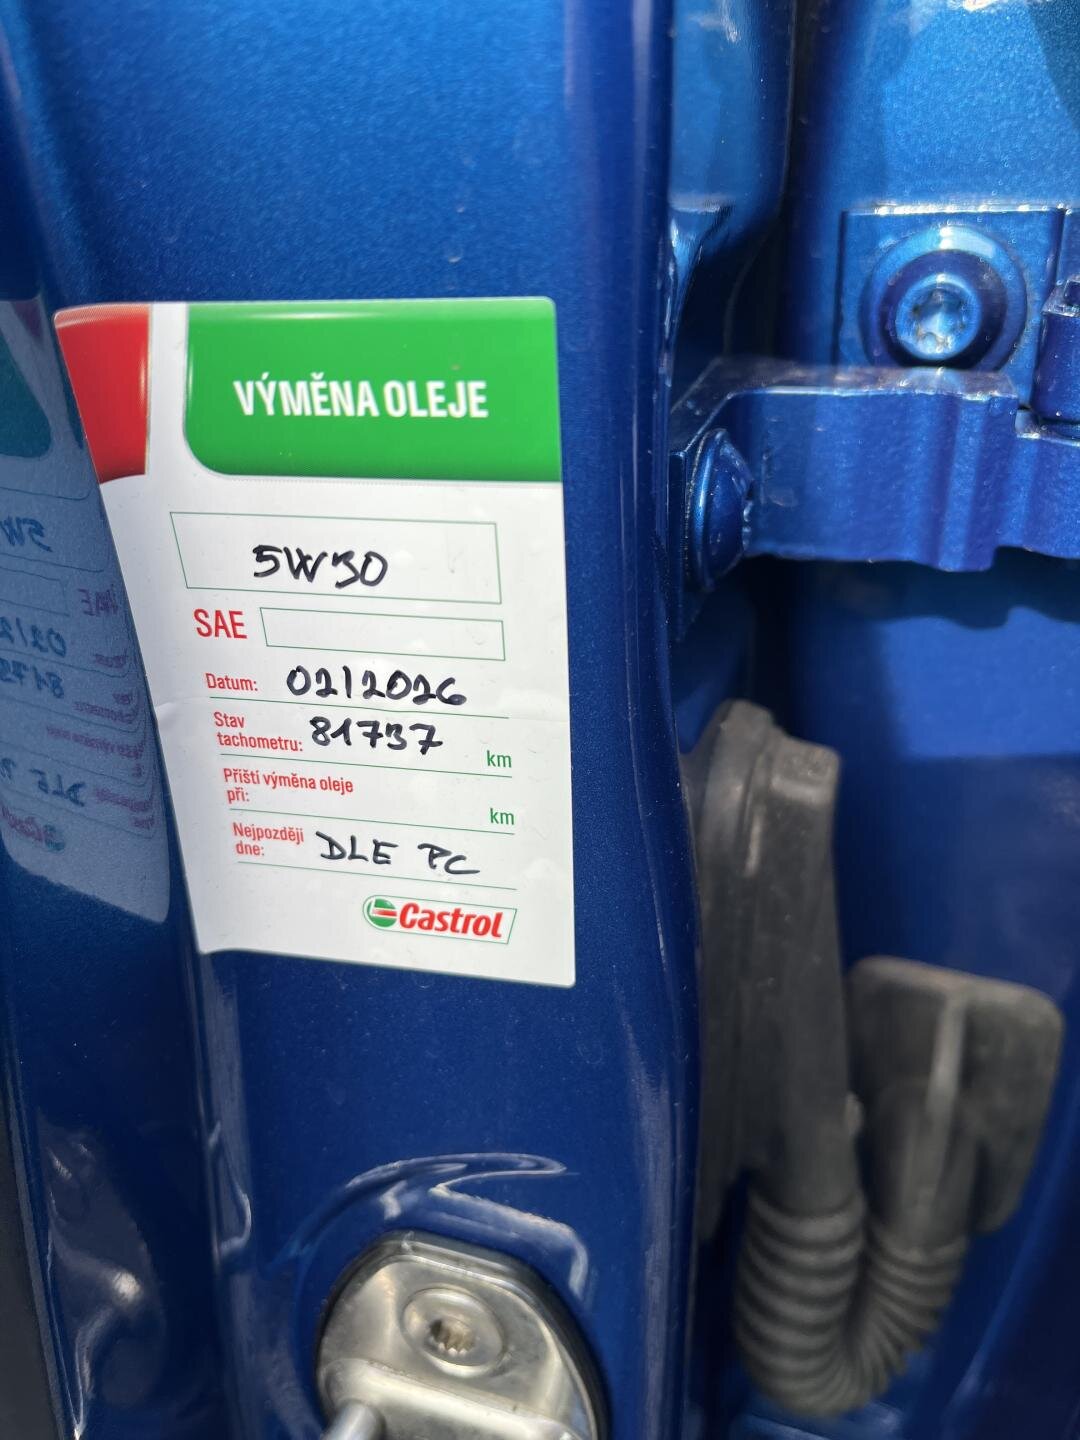 VÝMĚNA OLEJE
5W30
SAE
Datum: 02/2026
Stav
tachometru: 81737 km
Příští výměna oleje
při: km
Nejpozději
dne: DLE PC
Castrol